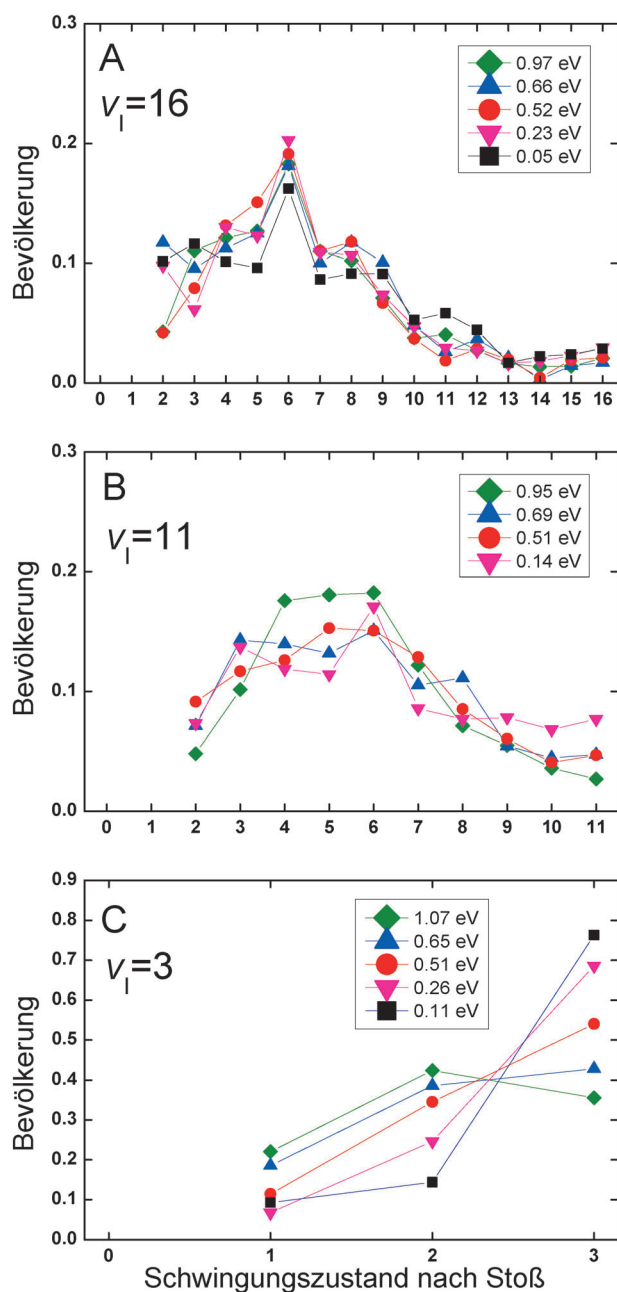 0.3
A
v_I=16
0.97 eV
0.66 eV
0.52 eV
0.23 eV
0.05 eV
0.2
Bevölkerung
0.1
0.0
0 1 2 3 4 5 6 7 8 9 10 11 12 13 14 15 16
0.3
B
v_I=11
0.95 eV
0.69 eV
0.51 eV
0.14 eV
0.2
Bevölkerung
0.1
0.0
0 1 2 3 4 5 6 7 8 9 10 11
0.9
C
v_I=3
1.07 eV
0.65 eV
0.51 eV
0.26 eV
0.11 eV
0.8
0.7
0.6
0.5
Bevölkerung
0.4
0.3
0.2
0.1
0.0
0 1 2 3
Schwingungszustand nach Stoß